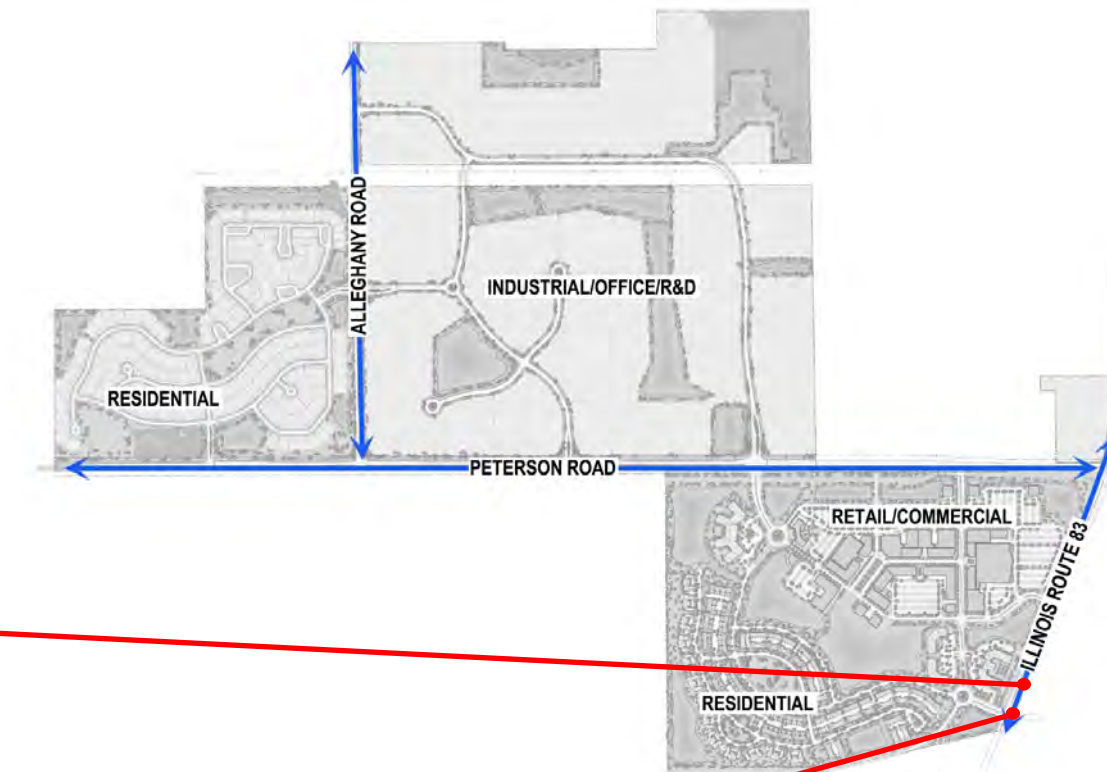 ALLEGHANY ROAD
INDUSTRIAL/OFFICE/R&D
RESIDENTIAL
PETERSON ROAD
RETAIL/COMMERCIAL
ILLINOIS ROUTE 83
RESIDENTIAL